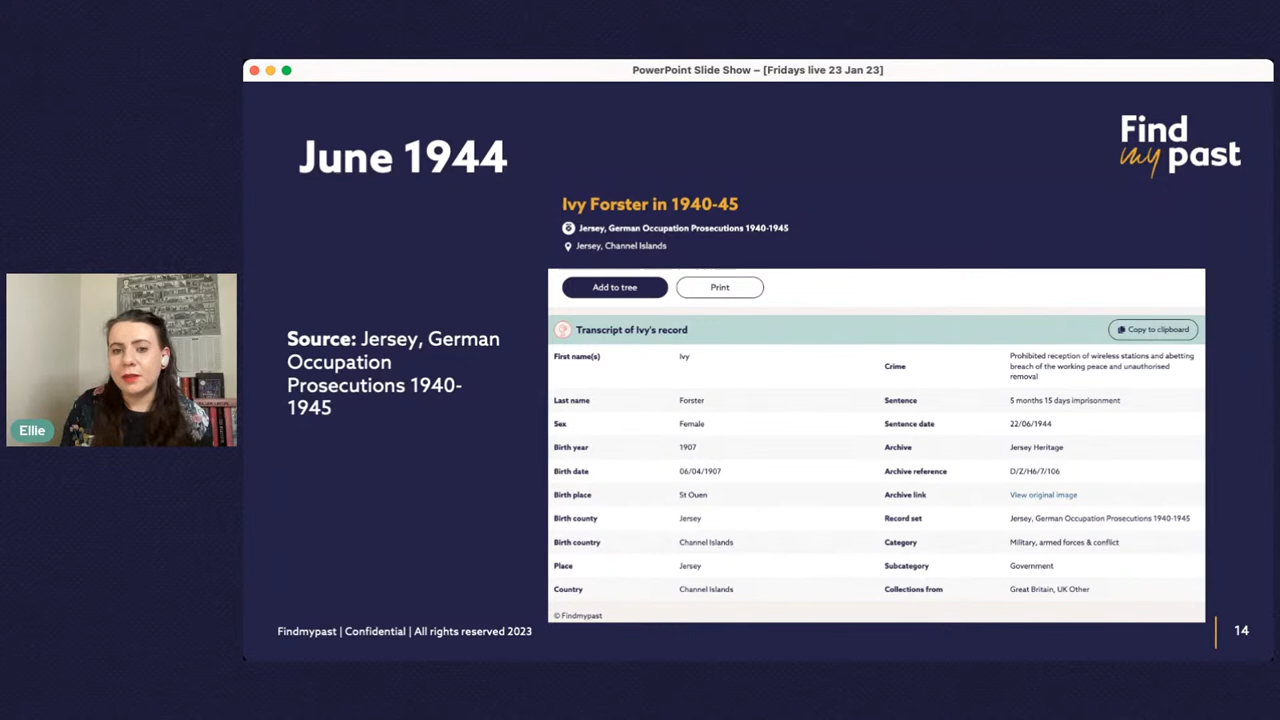 PowerPoint Slide Show – [Fridays live 23 Jan 23]
June 1944
Find
my past
Ivy Forster in 1940-45
Jersey, German Occupation Prosecutions 1940-1945
Jersey, Channel Islands
Add to tree
Print
Transcript of Ivy's record
Copy to clipboard
Source: Jersey, German
Occupation
Prosecutions 1940-
1945
First name(s) Ivy
Crime Prohibited reception of wireless stations and abetting
breach of the working peace and unauthorised
removal
Last name Forster
Sentence 5 months 15 days imprisonment
Sex Female
Sentence date 22/06/1944
Birth year 1907
Archive Jersey Heritage
Birth date 06/04/1907
Archive reference D/Z/H6/7/106
Birth place St Ouen
Archive link View original image
Birth county Jersey
Record set Jersey, German Occupation Prosecutions 1940-1945
Birth country Channel Islands
Category Military, armed forces & conflict
Place Jersey
Subcategory Government
Country Channel Islands
Collections from Great Britain, UK Other
© Findmypast
Ellie
Findmypast | Confidential | All rights reserved 2023
14